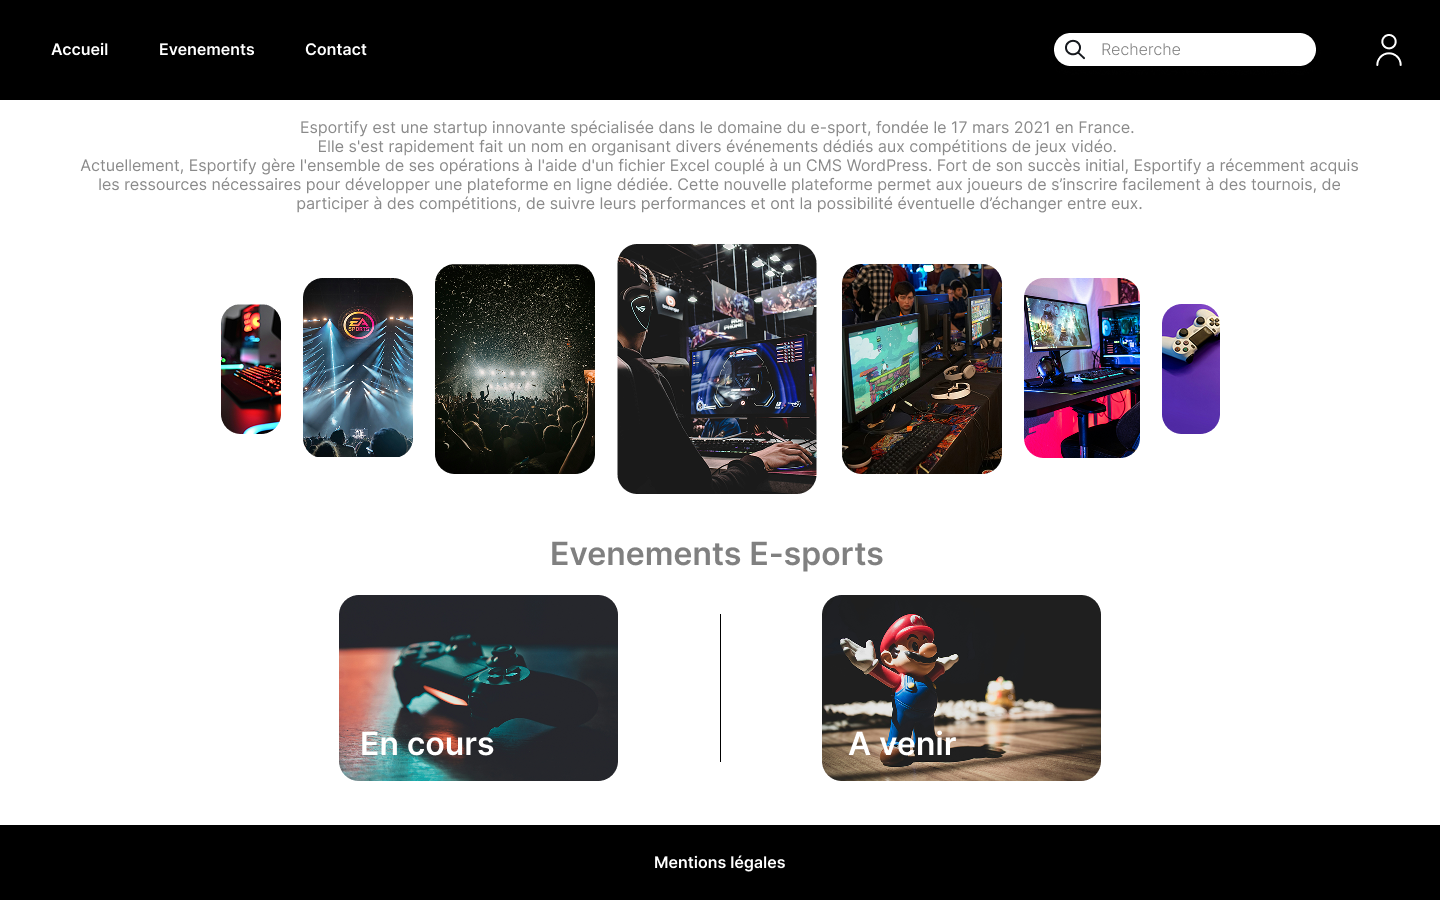 Accueil
Evenements
Contact
Recherche
Esportify est une startup innovante spécialisée dans le domaine du e-sport, fondée le 17 mars 2021 en France.
Elle s'est rapidement fait un nom en organisant divers événements dédiés aux compétitions de jeux vidéo.
Actuellement, Esportify gère l'ensemble de ses opérations à l'aide d'un fichier Excel couplé à un CMS WordPress. Fort de son succès initial, Esportify a récemment acquis
les ressources nécessaires pour développer une plateforme en ligne dédiée. Cette nouvelle plateforme permet aux joueurs de s’inscrire facilement à des tournois, de
participer à des compétitions, de suivre leurs performances et ont la possibilité éventuelle d’échanger entre eux.
EA
SPORTS
Evenements E-sports
En cours
A venir
Mentions légales